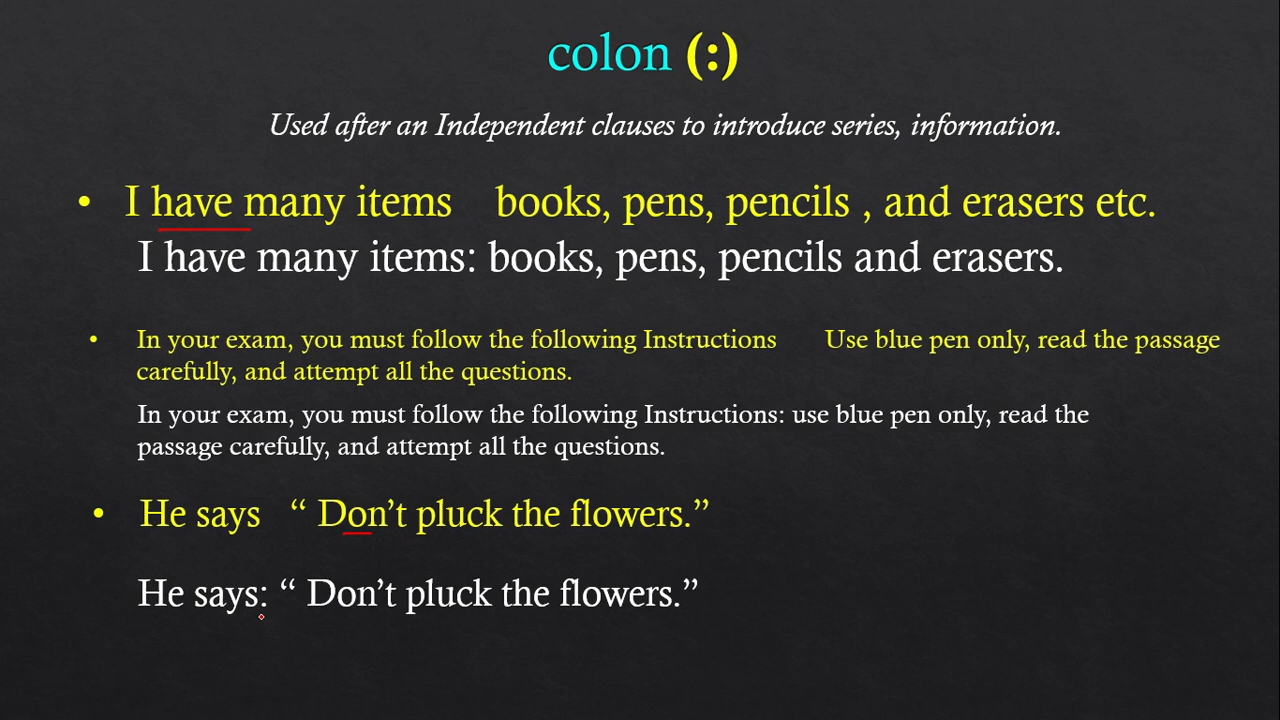 colon (:)
Used after an Independent clauses to introduce series, information.
• I have many items books, pens, pencils , and erasers etc.
I have many items: books, pens, pencils and erasers.
• In your exam, you must follow the following Instructions Use blue pen only, read the passage
carefully, and attempt all the questions.
In your exam, you must follow the following Instructions: use blue pen only, read the
passage carefully, and attempt all the questions.
• He says “ Don’t pluck the flowers.”
He says: “ Don’t pluck the flowers.”